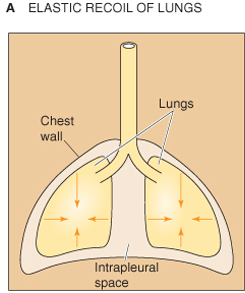 A ELASTIC RECOIL OF LUNGS
Lungs
Chest
wall
Intrapleural
space